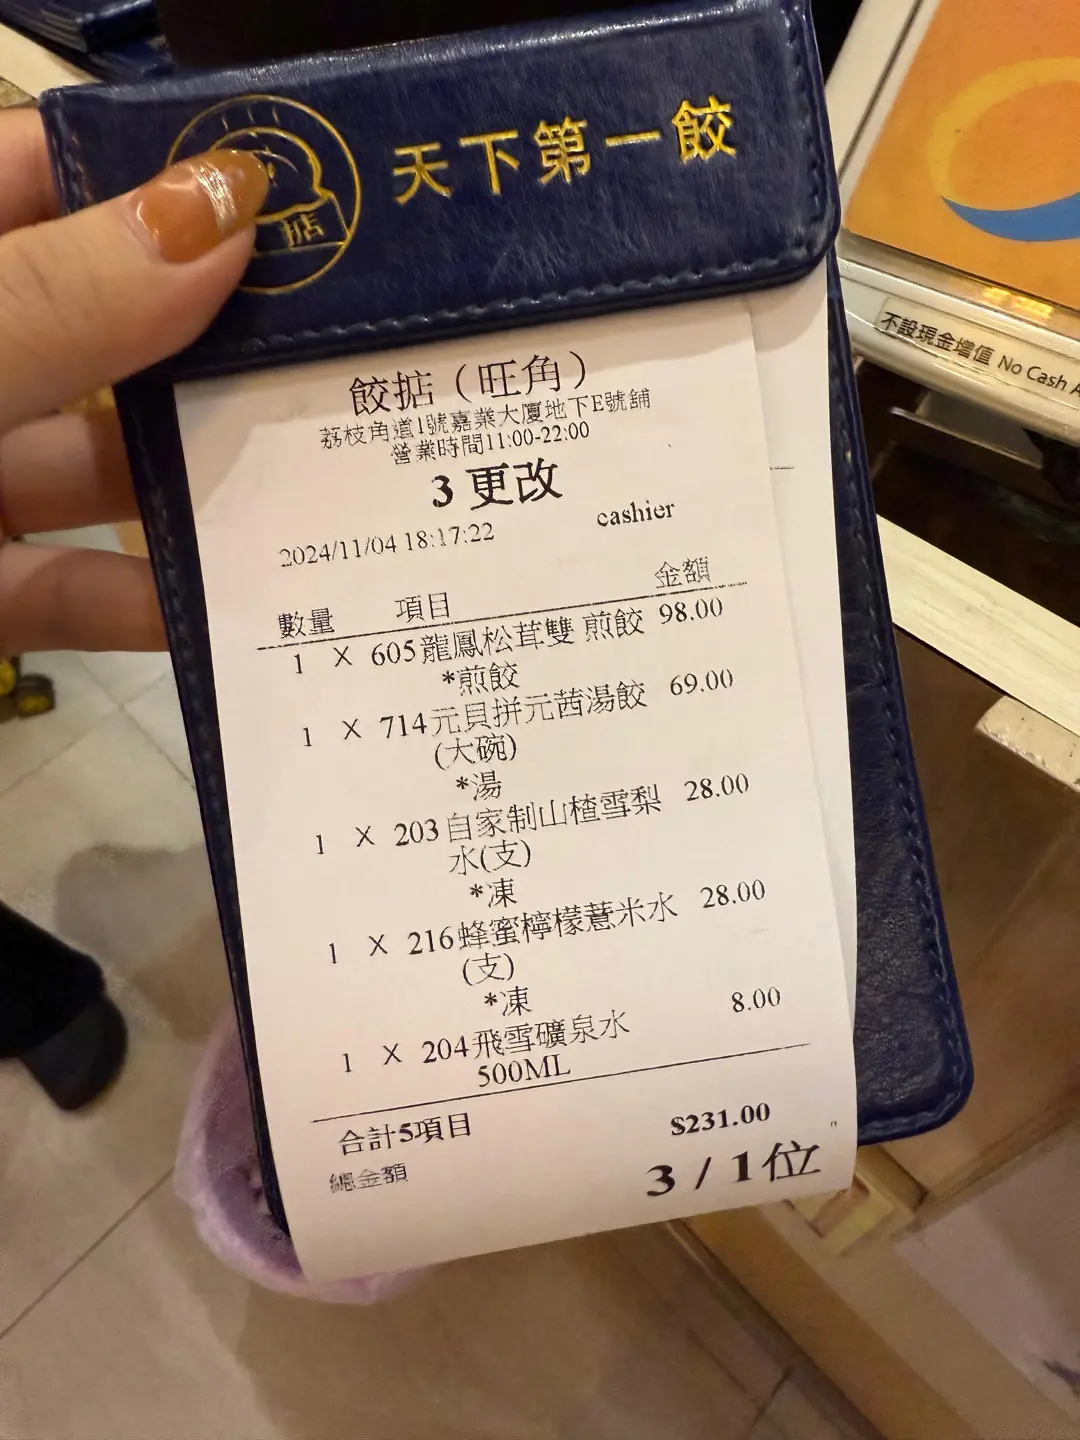 天下第一餃
掂
餃掂（旺角）
荔枝角道1號嘉業大廈地下E號舖
營業時間11:00-22:00
3 更改
2024/11/04 18:17:22 cashier
數量 項目 金額
1 X 605龍鳳松茸雙 煎餃 98.00
*煎餃
1 X 714元貝拼元茜湯餃 69.00
(大碗)
*湯
1 X 203自家制山楂雪梨 28.00
水(支)
*凍
1 X 216蜂蜜檸檬薏米水 28.00
(支)
*凍
1 X 204飛雪礦泉水 8.00
500ML
合計5項目 $231.00
總金額 3 / 1位
不設現金增值 No Cash A